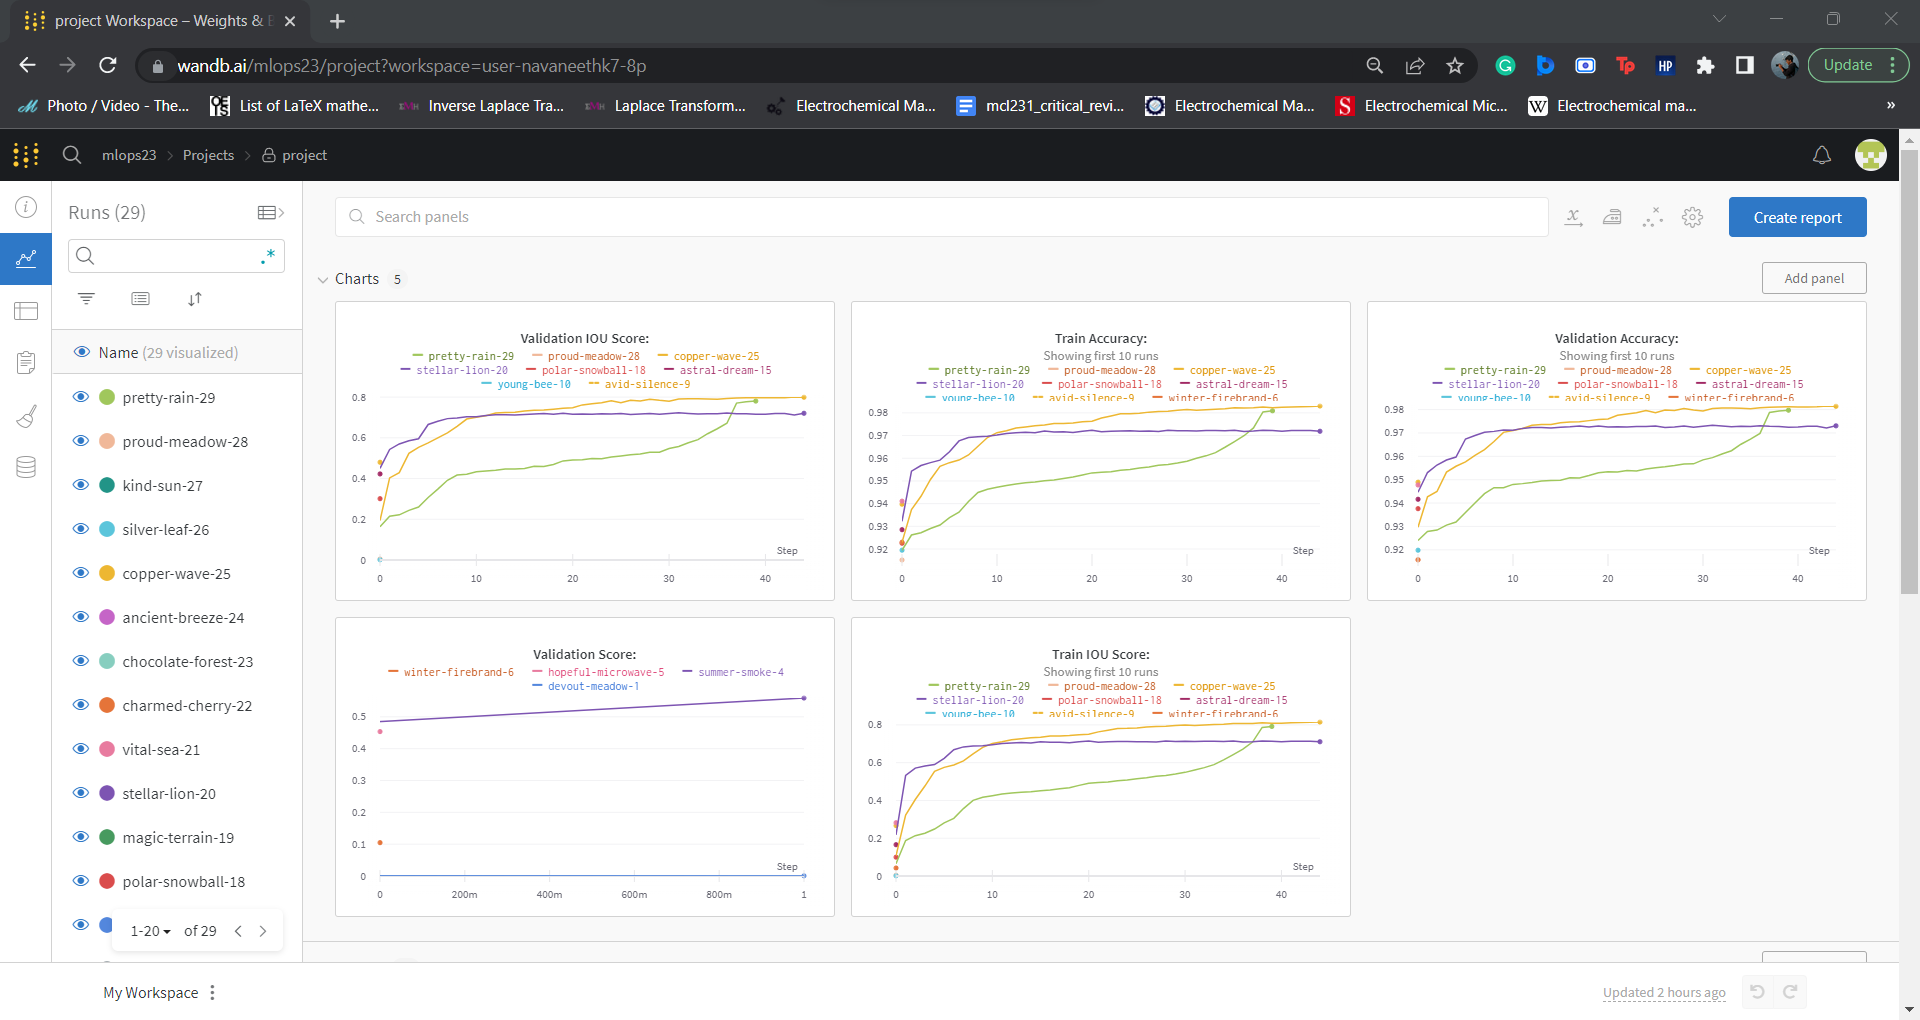 project Workspace – Weights & B
wandb.ai/mlops23/project?workspace=user-navaneethk7-8p
Tp
HP
Update
Photo / Video - The...
List of LaTeX mathe...
Inverse Laplace Tra...
Laplace Transform...
Electrochemical Ma...
mcl231_critical_revi...
Electrochemical Ma...
S
Electrochemical Mic...
W
Electrochemical ma...
»
mlops23 > Projects > project
Runs (29)
.*
Name (29 visualized)
pretty-rain-29
proud-meadow-28
kind-sun-27
silver-leaf-26
copper-wave-25
ancient-breeze-24
chocolate-forest-23
charmed-cherry-22
vital-sea-21
stellar-lion-20
magic-terrain-19
polar-snowball-18
1-20 of 29
Search panels
Create report
Charts 5
Add panel
Validation IOU Score:
pretty-rain-29 proud-meadow-28 copper-wave-25
stellar-lion-20 polar-snowball-18 astral-dream-15
young-bee-10 avid-silence-9
0.8
0.6
0.4
0.2
0
Step
0 10 20 30 40
Train Accuracy:
Showing first 10 runs
pretty-rain-29 proud-meadow-28 copper-wave-25
stellar-lion-20 polar-snowball-18 astral-dream-15
young-bee-10 avid-silence-9 winter-firebrand-6
0.98
0.97
0.96
0.95
0.94
0.93
0.92
Step
0 10 20 30 40
Validation Accuracy:
Showing first 10 runs
pretty-rain-29 proud-meadow-28 copper-wave-25
stellar-lion-20 polar-snowball-18 astral-dream-15
young-bee-10 avid-silence-9 winter-firebrand-6
0.98
0.97
0.96
0.95
0.94
0.93
0.92
Step
0 10 20 30 40
Validation Score:
winter-firebrand-6 hopeful-microwave-5 summer-smoke-4
devout-meadow-1
0.5
0.4
0.3
0.2
0.1
0
Step
0 200m 400m 600m 800m 1
Train IOU Score:
Showing first 10 runs
pretty-rain-29 proud-meadow-28 copper-wave-25
stellar-lion-20 polar-snowball-18 astral-dream-15
young-bee-10 avid-silence-9 winter-firebrand-6
0.8
0.6
0.4
0.2
0
Step
0 10 20 30 40
My Workspace
Updated 2 hours ago